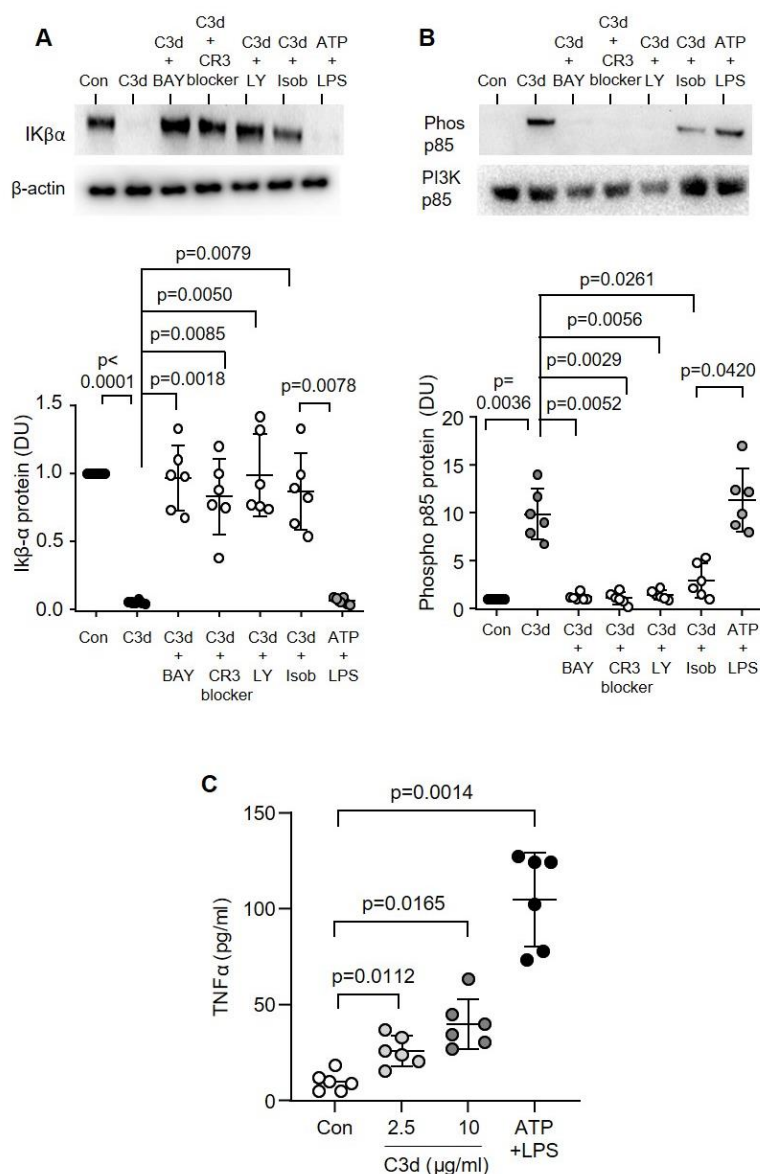 A
Con
C3d
C3d
+
BAY
C3d
+
CR3
blocker
C3d
+
LY
C3d
+
Isob
ATP
+
LPS
IKβα
β-actin
p=0.0079
p=0.0050
p=0.0085
p<
0.0001
p=0.0018
p=0.0078
Ikβ-α protein (DU)
1.5
1.0
0.5
0.0
Con
C3d
C3d
+
BAY
C3d
+
CR3
blocker
C3d
+
LY
C3d
+
Isob
ATP
+
LPS
B
Con
C3d
C3d
+
BAY
C3d
+
CR3
blocker
C3d
+
LY
C3d
+
Isob
ATP
+
LPS
Phos
p85
PI3K
p85
p=0.0261
p=0.0056
p=0.0029
p=
0.0036
p=0.0052
p=0.0420
Phospho p85 protein (DU)
20
15
10
5
0
Con
C3d
C3d
+
BAY
C3d
+
CR3
blocker
C3d
+
LY
C3d
+
Isob
ATP
+
LPS
C
p=0.0014
p=0.0165
p=0.0112
TNFα (pg/ml)
150
100
50
0
Con
2.5
10
C3d (µg/ml)
ATP
+LPS